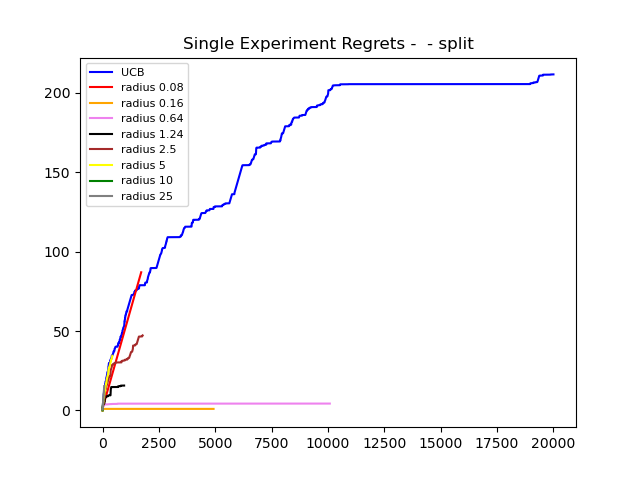 Single Experiment Regrets -  - split
UCB
radius 0.08
radius 0.16
radius 0.64
radius 1.24
radius 2.5
radius 5
radius 10
radius 25
200
150
100
50
0
0 2500 5000 7500 10000 12500 15000 17500 20000